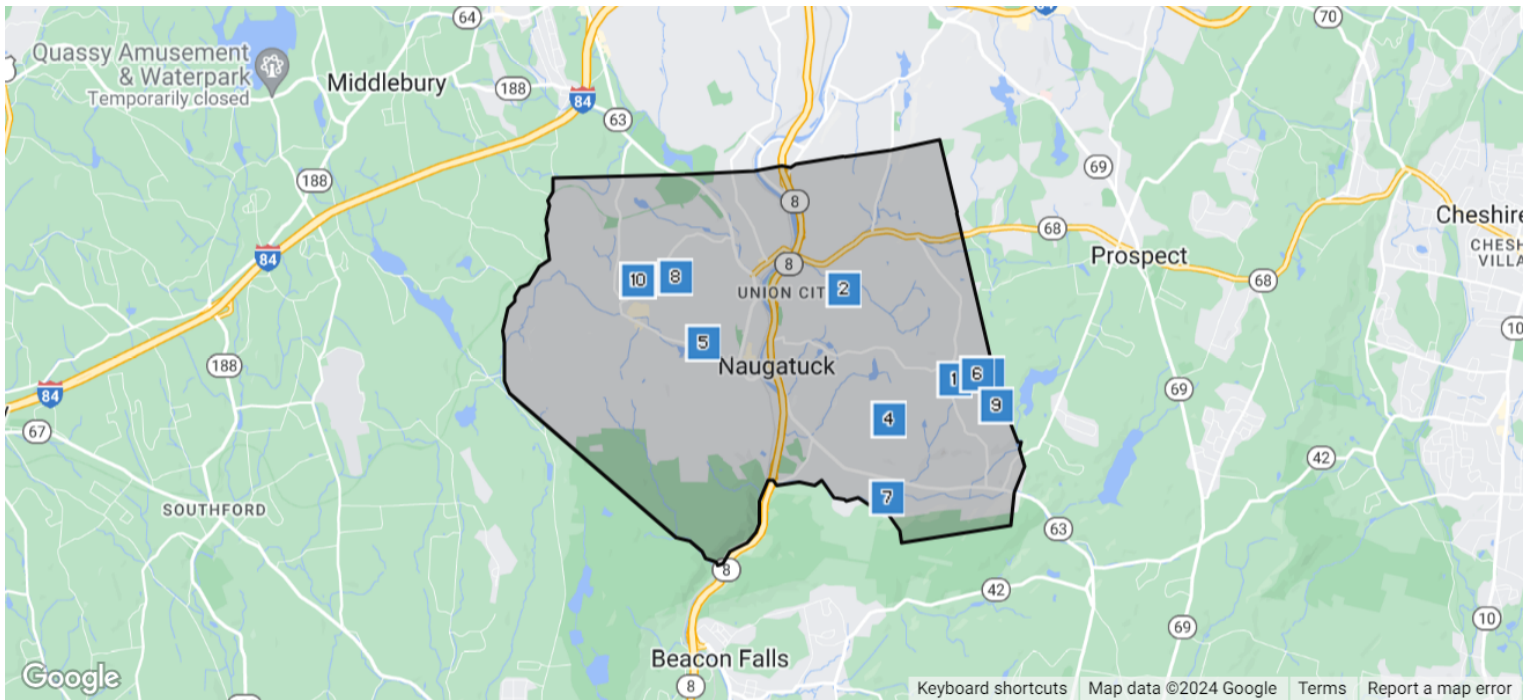 64
70
Quassy Amusement
& Waterpark
Temporarily closed
Middlebury
188
84
63
69
188
8
68
Cheshire
CHESH
VILLA
Prospect
84
8
68
10
8
2
UNION CIT
10
5
188
Naugatuck
84
1
6
9
69
4
67
42
7
SOUTHFORD
63
8
42
10
69
Beacon Falls
8
Google
Keyboard shortcuts
Map data ©2024 Google
Terms
Report a map error